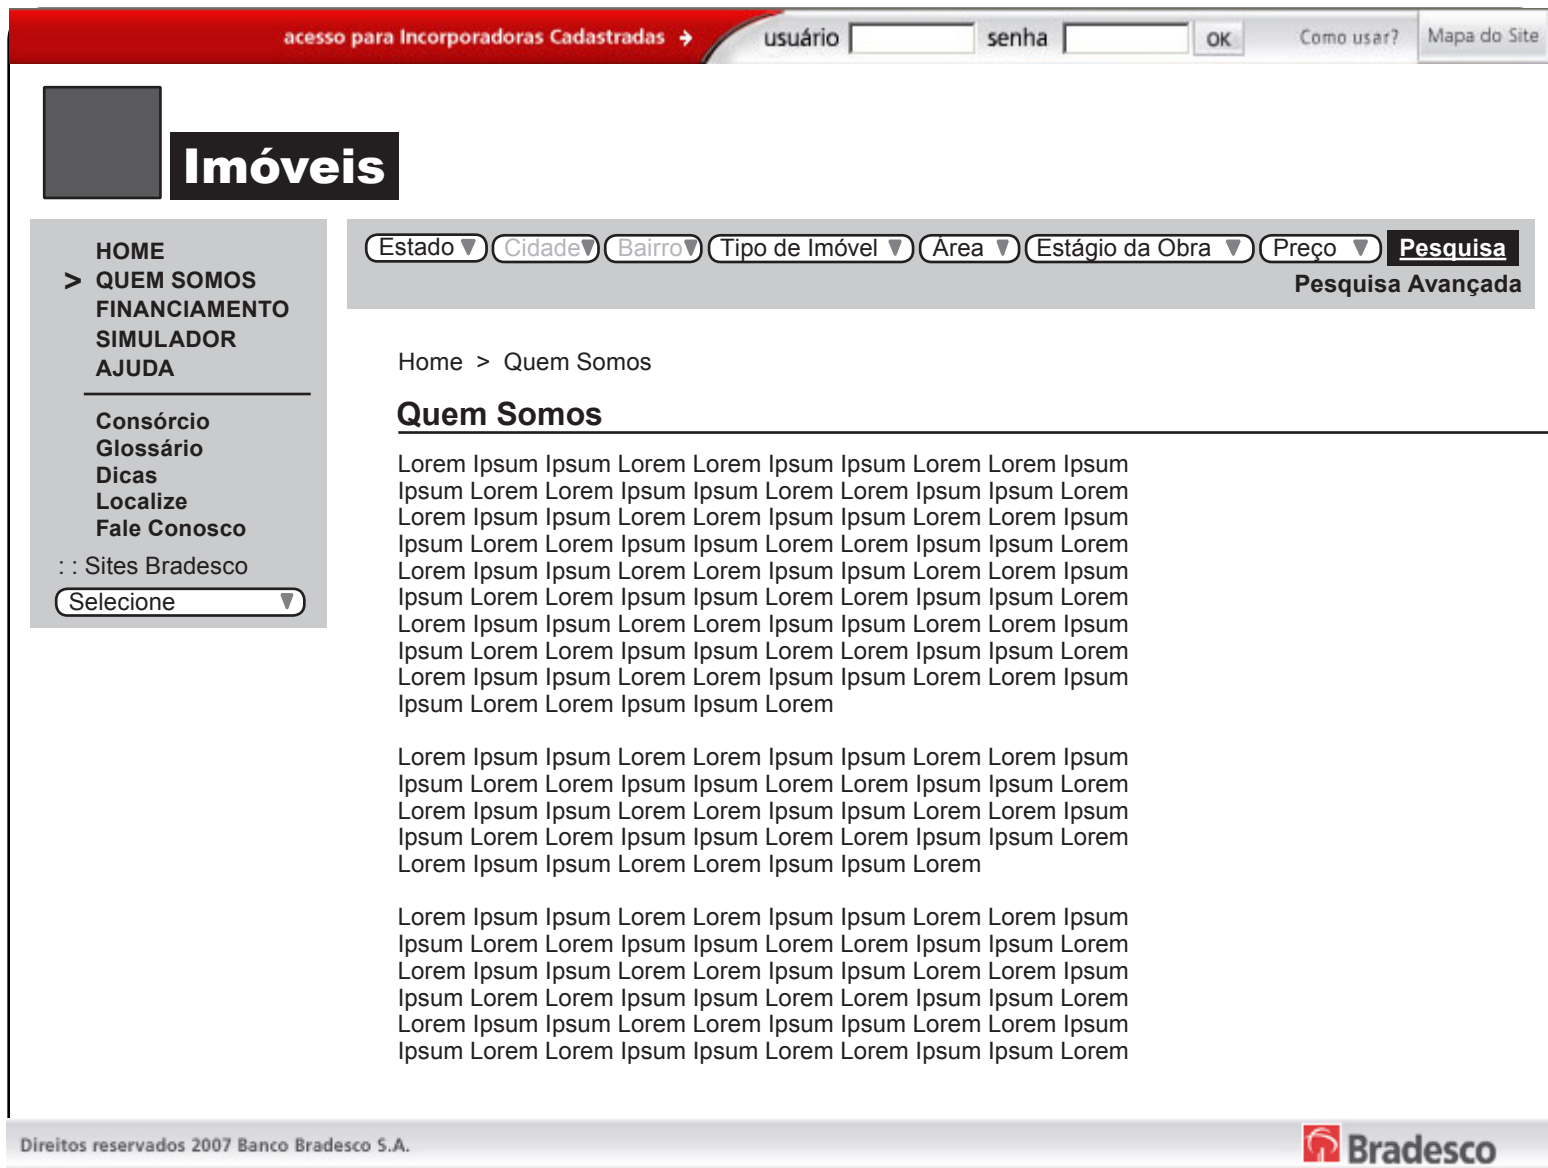 acesso para Incorporadoras Cadastradas → usuário senha OK Como usar? Mapa do Site
Imóveis
HOME
> QUEM SOMOS
FINANCIAMENTO
SIMULADOR
AJUDA
Consórcio
Glossário
Dicas
Localize
Fale Conosco
: : Sites Bradesco
Selecione
Estado Cidade Bairro Tipo de Imóvel Área Estágio da Obra Preço Pesquisa
Pesquisa Avançada
Home > Quem Somos
Quem Somos
Lorem Ipsum Ipsum Lorem Lorem Ipsum Ipsum Lorem Lorem Ipsum
Ipsum Lorem Lorem Ipsum Ipsum Lorem Lorem Ipsum Ipsum Lorem
Lorem Ipsum Ipsum Lorem Lorem Ipsum Ipsum Lorem Lorem Ipsum
Ipsum Lorem Lorem Ipsum Ipsum Lorem Lorem Ipsum Ipsum Lorem
Lorem Ipsum Ipsum Lorem Lorem Ipsum Ipsum Lorem Lorem Ipsum
Ipsum Lorem Lorem Ipsum Ipsum Lorem Lorem Ipsum Ipsum Lorem
Lorem Ipsum Ipsum Lorem Lorem Ipsum Ipsum Lorem Lorem Ipsum
Ipsum Lorem Lorem Ipsum Ipsum Lorem Lorem Ipsum Ipsum Lorem
Lorem Ipsum Ipsum Lorem Lorem Ipsum Ipsum Lorem Lorem Ipsum
Ipsum Lorem Lorem Ipsum Ipsum Lorem
Lorem Ipsum Ipsum Lorem Lorem Ipsum Ipsum Lorem Lorem Ipsum
Ipsum Lorem Lorem Ipsum Ipsum Lorem Lorem Ipsum Ipsum Lorem
Lorem Ipsum Ipsum Lorem Lorem Ipsum Ipsum Lorem Lorem Ipsum
Ipsum Lorem Lorem Ipsum Ipsum Lorem Lorem Ipsum Ipsum Lorem
Lorem Ipsum Ipsum Lorem Lorem Ipsum Ipsum Lorem
Lorem Ipsum Ipsum Lorem Lorem Ipsum Ipsum Lorem Lorem Ipsum
Ipsum Lorem Lorem Ipsum Ipsum Lorem Lorem Ipsum Ipsum Lorem
Lorem Ipsum Ipsum Lorem Lorem Ipsum Ipsum Lorem Lorem Ipsum
Ipsum Lorem Lorem Ipsum Ipsum Lorem Lorem Ipsum Ipsum Lorem
Lorem Ipsum Ipsum Lorem Lorem Ipsum Ipsum Lorem Lorem Ipsum
Ipsum Lorem Lorem Ipsum Ipsum Lorem Lorem Ipsum Ipsum Lorem
Direitos reservados 2007 Banco Bradesco S.A.
Bradesco